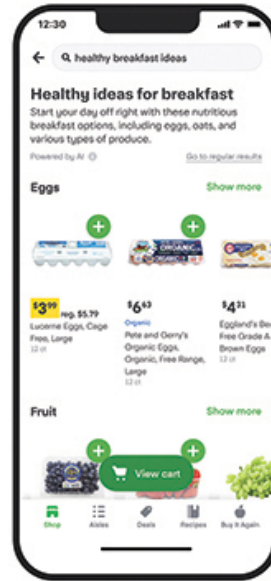 12:30
healthy breakfast ideas
Healthy ideas for breakfast
Start your day off right with these nutritious
breakfast options, including eggs, oats, and
various types of produce.
Powered by AI
Go to regular results
Eggs
Show more
ORGANIC
$3.99 reg. $5.79
Lucerne Eggs, Cage
Free, Large
12 ct
$6.63
Organic
Pete and Gerry's
Organic Eggs,
Organic, Free Range,
Large
12 ct
$4.31
Eggland's Be
Free Grade A
Brown Eggs
12 ct
Fruit
Show more
View cart
Shop
Aisles
Deals
Recipes
Buy It Again